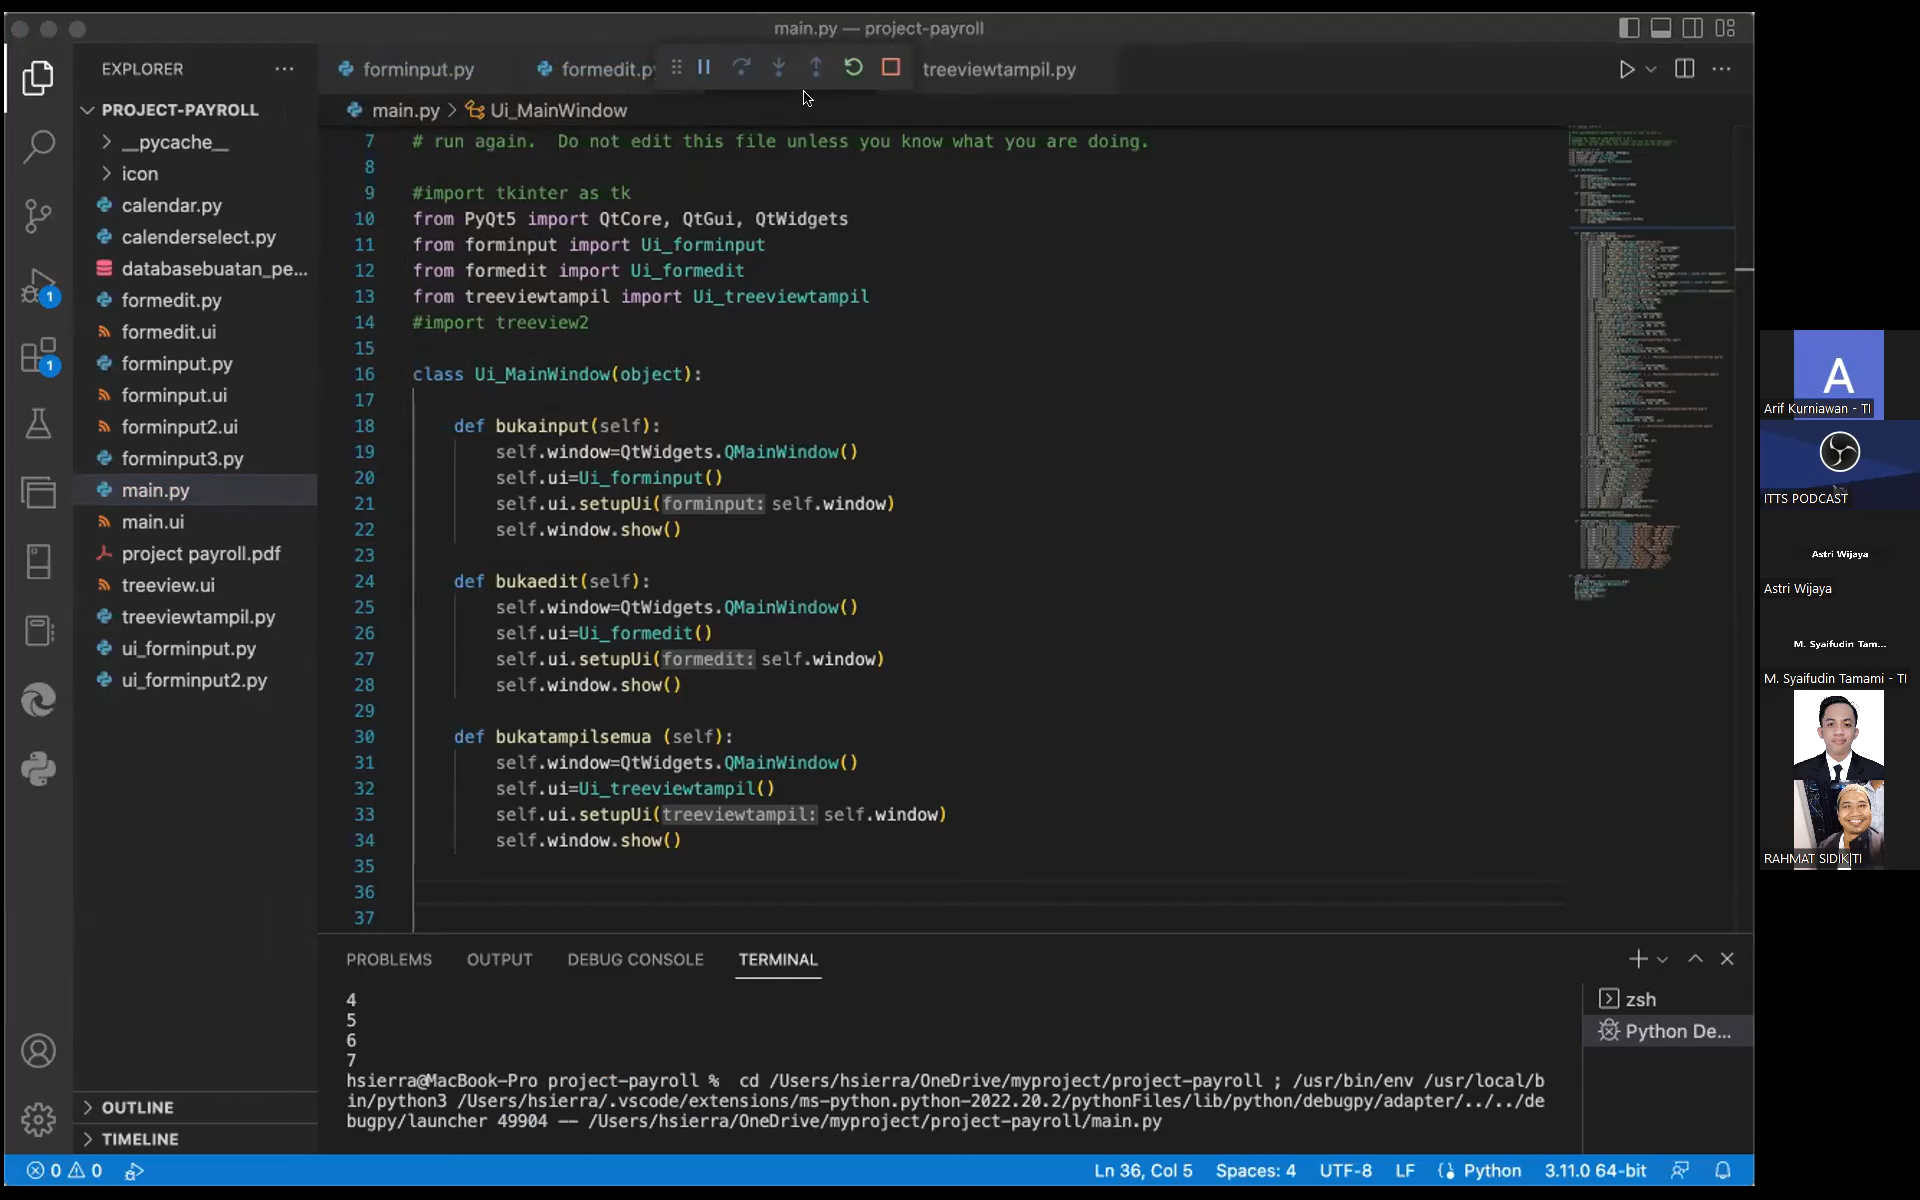 main.py — project-payroll
EXPLORER
PROJECT-PAYROLL
__pycache__
icon
calendar.py
calenderselect.py
databasebuatan_pe...
formedit.py
formedit.ui
forminput.py
forminput.ui
forminput2.ui
forminput3.py
main.py
main.ui
project payroll.pdf
treeview.ui
treeviewtampil.py
ui_forminput.py
ui_forminput2.py
OUTLINE
TIMELINE
1
1
forminput.py
formedit.py
treeviewtampil.py
main.py > Ui_MainWindow
7 # run again.  Do not edit this file unless you know what you are doing.
8
9 #import tkinter as tk
10 from PyQt5 import QtCore, QtGui, QtWidgets
11 from forminput import Ui_forminput
12 from formedit import Ui_formedit
13 from treeviewtampil import Ui_treeviewtampil
14 #import treeview2
15
16 class Ui_MainWindow(object):
17
18 def bukainput(self):
19 self.window=QtWidgets.QMainWindow()
20 self.ui=Ui_forminput()
21 self.ui.setupUi(forminput: self.window)
22 self.window.show()
23
24 def bukaedit(self):
25 self.window=QtWidgets.QMainWindow()
26 self.ui=Ui_formedit()
27 self.ui.setupUi(formedit: self.window)
28 self.window.show()
29
30 def bukatampilsemua (self):
31 self.window=QtWidgets.QMainWindow()
32 self.ui=Ui_treeviewtampil()
33 self.ui.setupUi(treeviewtampil: self.window)
34 self.window.show()
35
36
37
PROBLEMS OUTPUT DEBUG CONSOLE TERMINAL
4
5
6
7
hsierra@MacBook-Pro project-payroll %  cd /Users/hsierra/OneDrive/myproject/project-payroll ; /usr/bin/env /usr/local/b
in/python3 /Users/hsierra/.vscode/extensions/ms-python.python-2022.20.2/pythonFiles/lib/python/debugpy/adapter/../../de
bugpy/launcher 49904 -- /Users/hsierra/OneDrive/myproject/project-payroll/main.py
zsh
Python De...
0 0
Ln 36, Col 5 Spaces: 4 UTF-8 LF Python 3.11.0 64-bit
A
Arif Kurniawan - TI
ITTS PODCAST
Astri Wijaya
Astri Wijaya
M. Syaifudin Tam...
M. Syaifudin Tamami - TI
RAHMAT SIDIK|TI